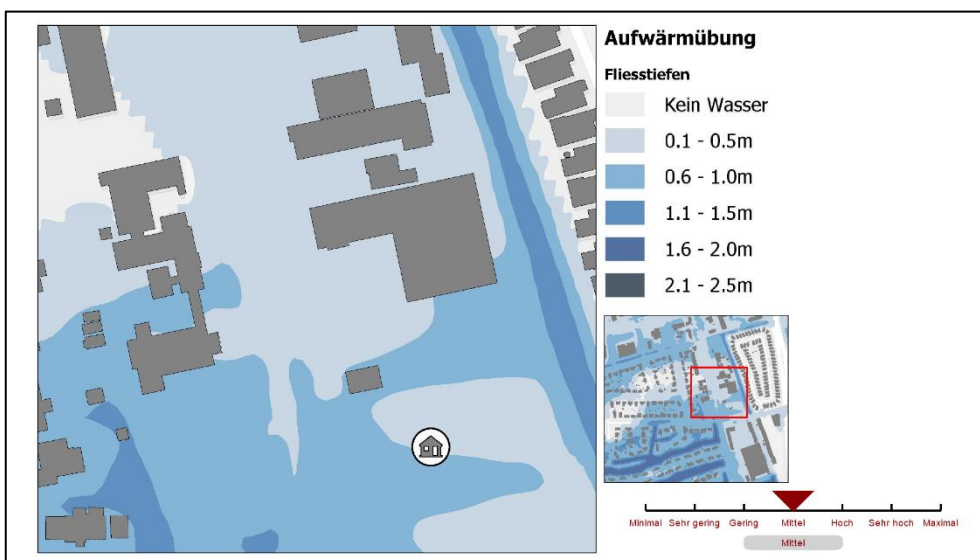 Aufwärmübung
Fliesstiefen
Kein Wasser
0.1 - 0.5m
0.6 - 1.0m
1.1 - 1.5m
1.6 - 2.0m
2.1 - 2.5m
Minimal Sehr gering Gering Mittel Hoch Sehr hoch Maximal
Mittel